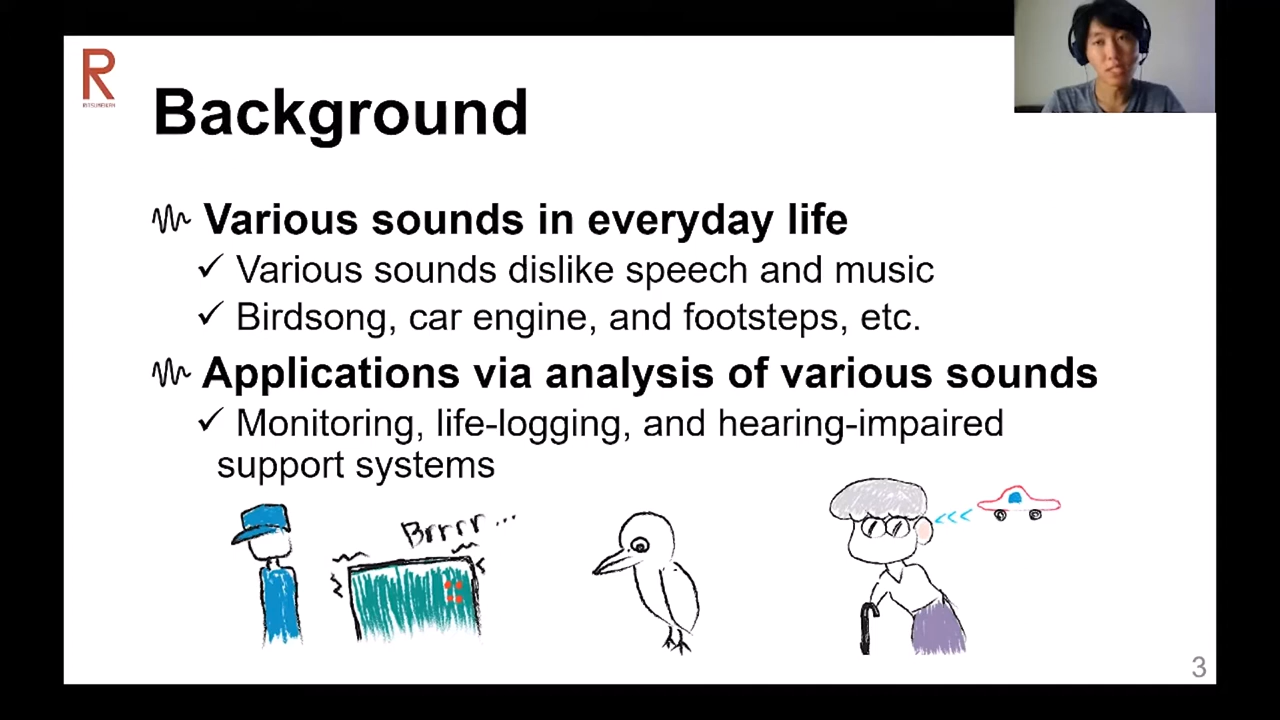 R
RITSUMEIKAN
Background
Various sounds in everyday life
✓ Various sounds dislike speech and music
✓ Birdsong, car engine, and footsteps, etc.
Applications via analysis of various sounds
✓ Monitoring, life-logging, and hearing-impaired
support systems
Brrrr...
3